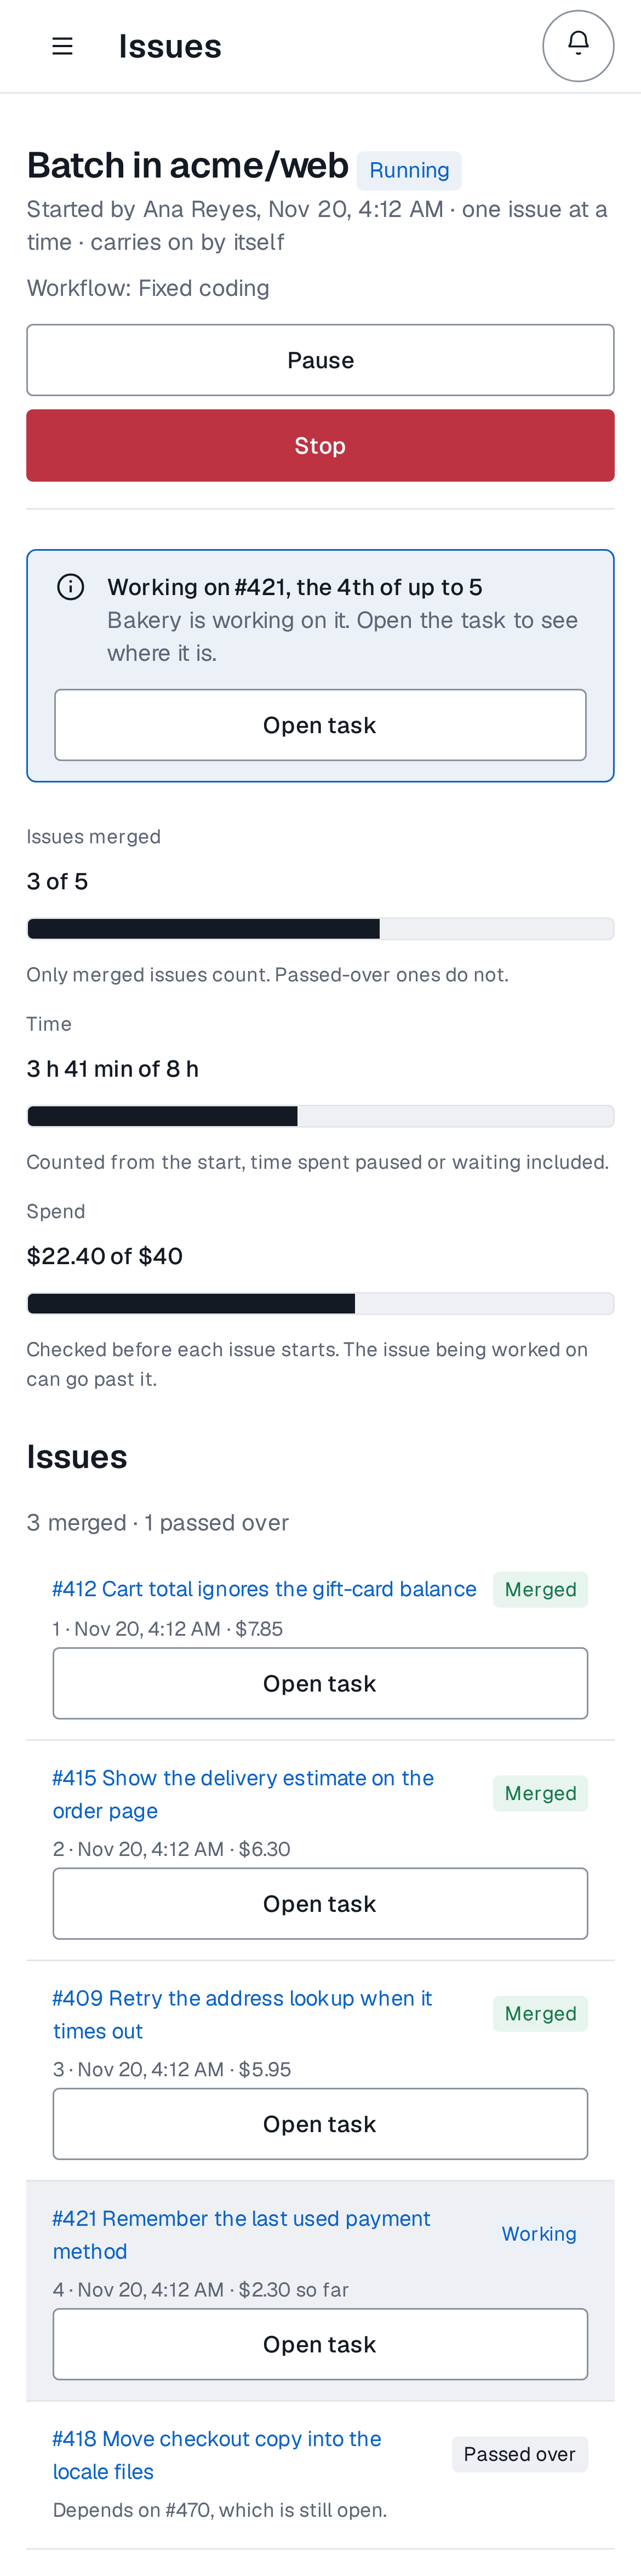 Issues
Batch in acme/web Running
Started by Ana Reyes, Nov 20, 4:12 AM · one issue at a
time · carries on by itself
Workflow: Fixed coding
Pause
Stop
Working on #421, the 4th of up to 5
Bakery is working on it. Open the task to see
where it is.
Open task
Issues merged
3 of 5
Only merged issues count. Passed-over ones do not.
Time
3 h 41 min of 8 h
Counted from the start, time spent paused or waiting included.
Spend
$22.40 of $40
Checked before each issue starts. The issue being worked on
can go past it.
Issues
3 merged · 1 passed over
#412 Cart total ignores the gift-card balance Merged
1 · Nov 20, 4:12 AM · $7.85
Open task
#415 Show the delivery estimate on the
order page
Merged
2 · Nov 20, 4:12 AM · $6.30
Open task
#409 Retry the address lookup when it
times out
Merged
3 · Nov 20, 4:12 AM · $5.95
Open task
#421 Remember the last used payment
method
Working
4 · Nov 20, 4:12 AM · $2.30 so far
Open task
#418 Move checkout copy into the
locale files
Passed over
Depends on #470, which is still open.